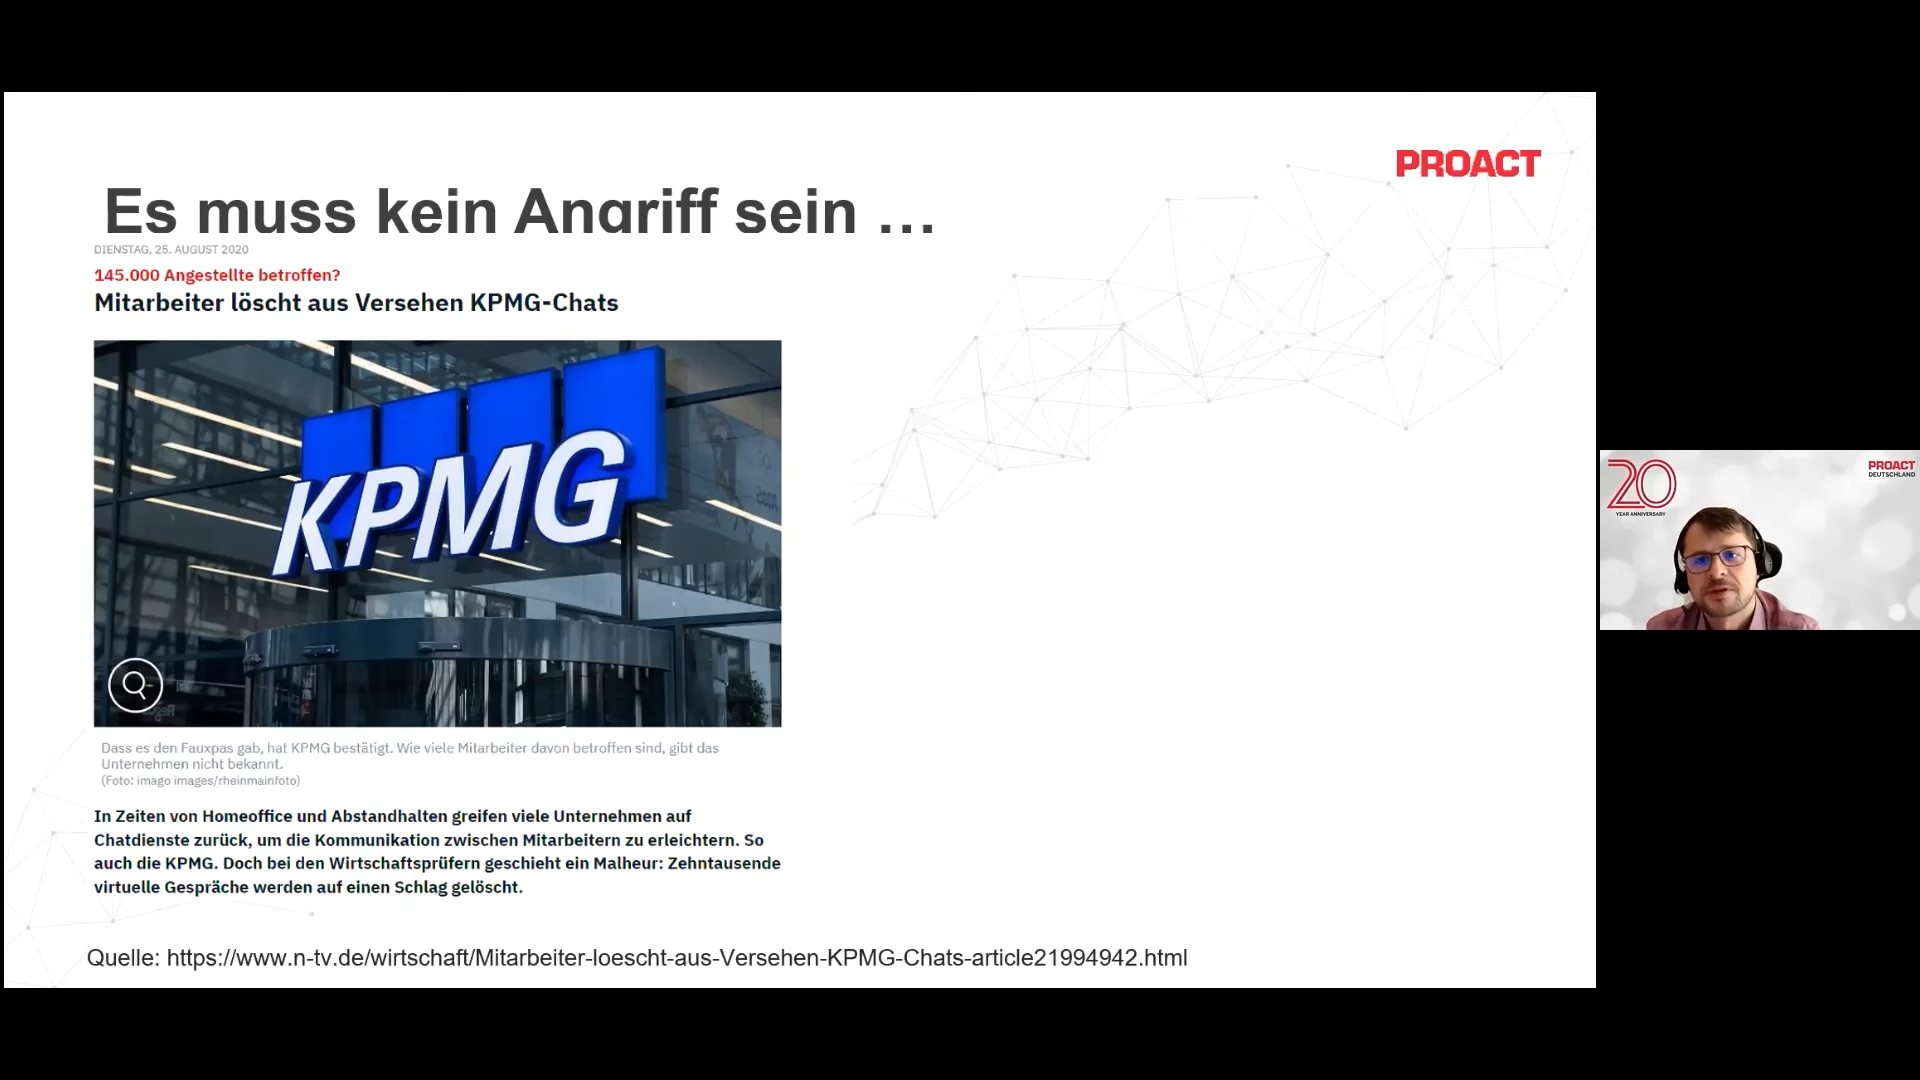 PROACT
Es muss kein Angriff sein ...
DIENSTAG, 25. AUGUST 2020
145.000 Angestellte betroffen?
Mitarbeiter löscht aus Versehen KPMG-Chats
KPMG
Dass es den Fauxpas gab, hat KPMG bestätigt. Wie viele Mitarbeiter davon betroffen sind, gibt das
Unternehmen nicht bekannt.
(Foto: imago images/rheinmainfoto)
In Zeiten von Homeoffice und Abstandhalten greifen viele Unternehmen auf
Chatdienste zurück, um die Kommunikation zwischen Mitarbeitern zu erleichtern. So
auch die KPMG. Doch bei den Wirtschaftsprüfern geschieht ein Malheur: Zehntausende
virtuelle Gespräche werden auf einen Schlag gelöscht.
Quelle: https://www.n-tv.de/wirtschaft/Mitarbeiter-loescht-aus-Versehen-KPMG-Chats-article21994942.html
20
YEAR ANNIVERSARY
PROACT
DEUTSCHLAND